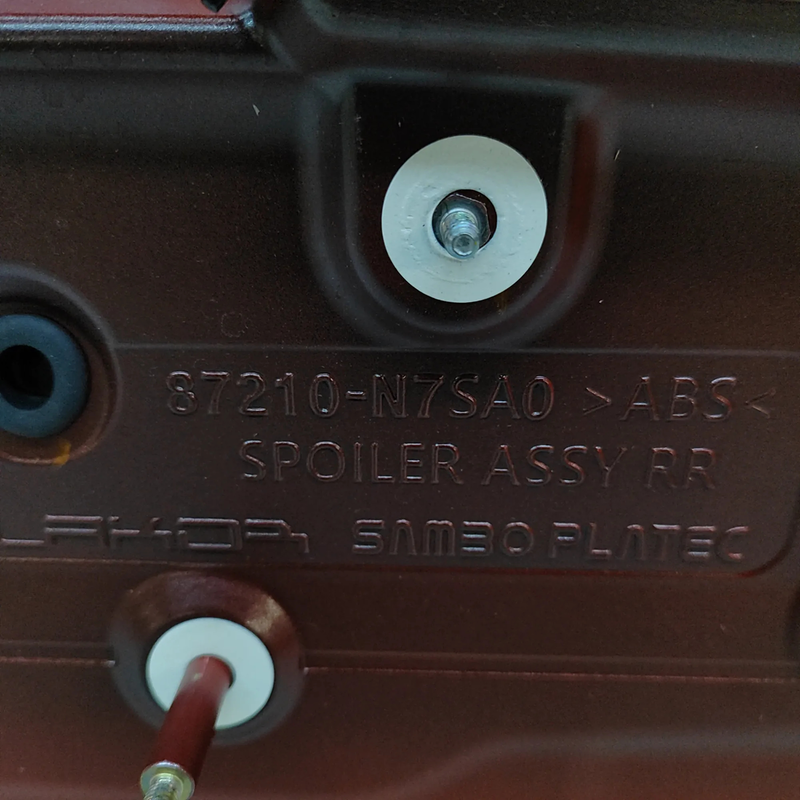 87210-N7SA0 >ABS<
SPOILER ASSY RR
SAMBO PLATEC